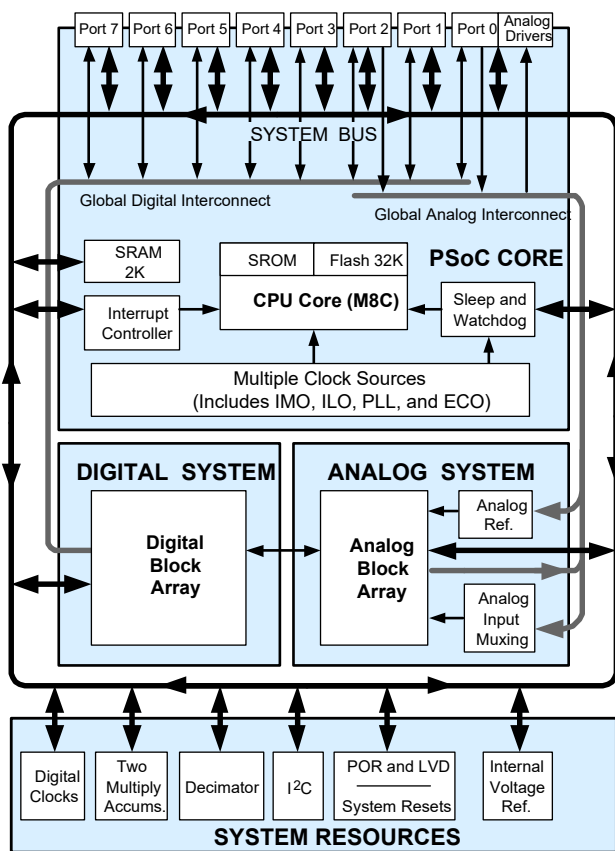 Port 7 Port 6 Port 5 Port 4 Port 3 Port 2 Port 1 Port 0 Analog
Drivers
SYSTEM BUS
Global Digital Interconnect
Global Analog Interconnect
PSoC CORE
SRAM
2K
SROM Flash 32K
CPU Core (M8C)
Interrupt
Controller
Sleep and
Watchdog
Multiple Clock Sources
(Includes IMO, ILO, PLL, and ECO)
DIGITAL SYSTEM
Digital
Block
Array
ANALOG SYSTEM
Analog
Block
Array
Analog
Ref.
Analog
Input
Muxing
Digital
Clocks
Two
Multiply
Accums.
Decimator
I²C
POR and LVD
System Resets
Internal
Voltage
Ref.
SYSTEM RESOURCES